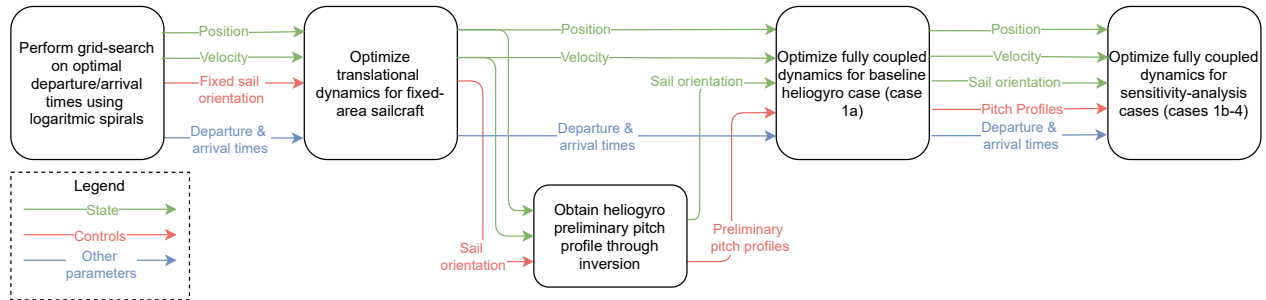 Perform grid-search
on optimal
departure/arrival
times using
logaritmic spirals
Position
Velocity
Fixed sail
orientation
Departure &
arrival times
Optimize
translational
dynamics for fixed-
area sailcraft
Position
Velocity
Sail orientation
Departure &
arrival times
Sail
orientation
Obtain heliogyro
preliminary pitch
profile through
inversion
Preliminary
pitch profiles
Optimize fully coupled
dynamics for baseline
heliogyro case (case
1a)
Position
Velocity
Sail orientation
Pitch Profiles
Departure &
arrival times
Optimize fully coupled
dynamics for
sensitivity-analysis
cases (cases 1b-4)
Legend
State
Controls
Other
parameters